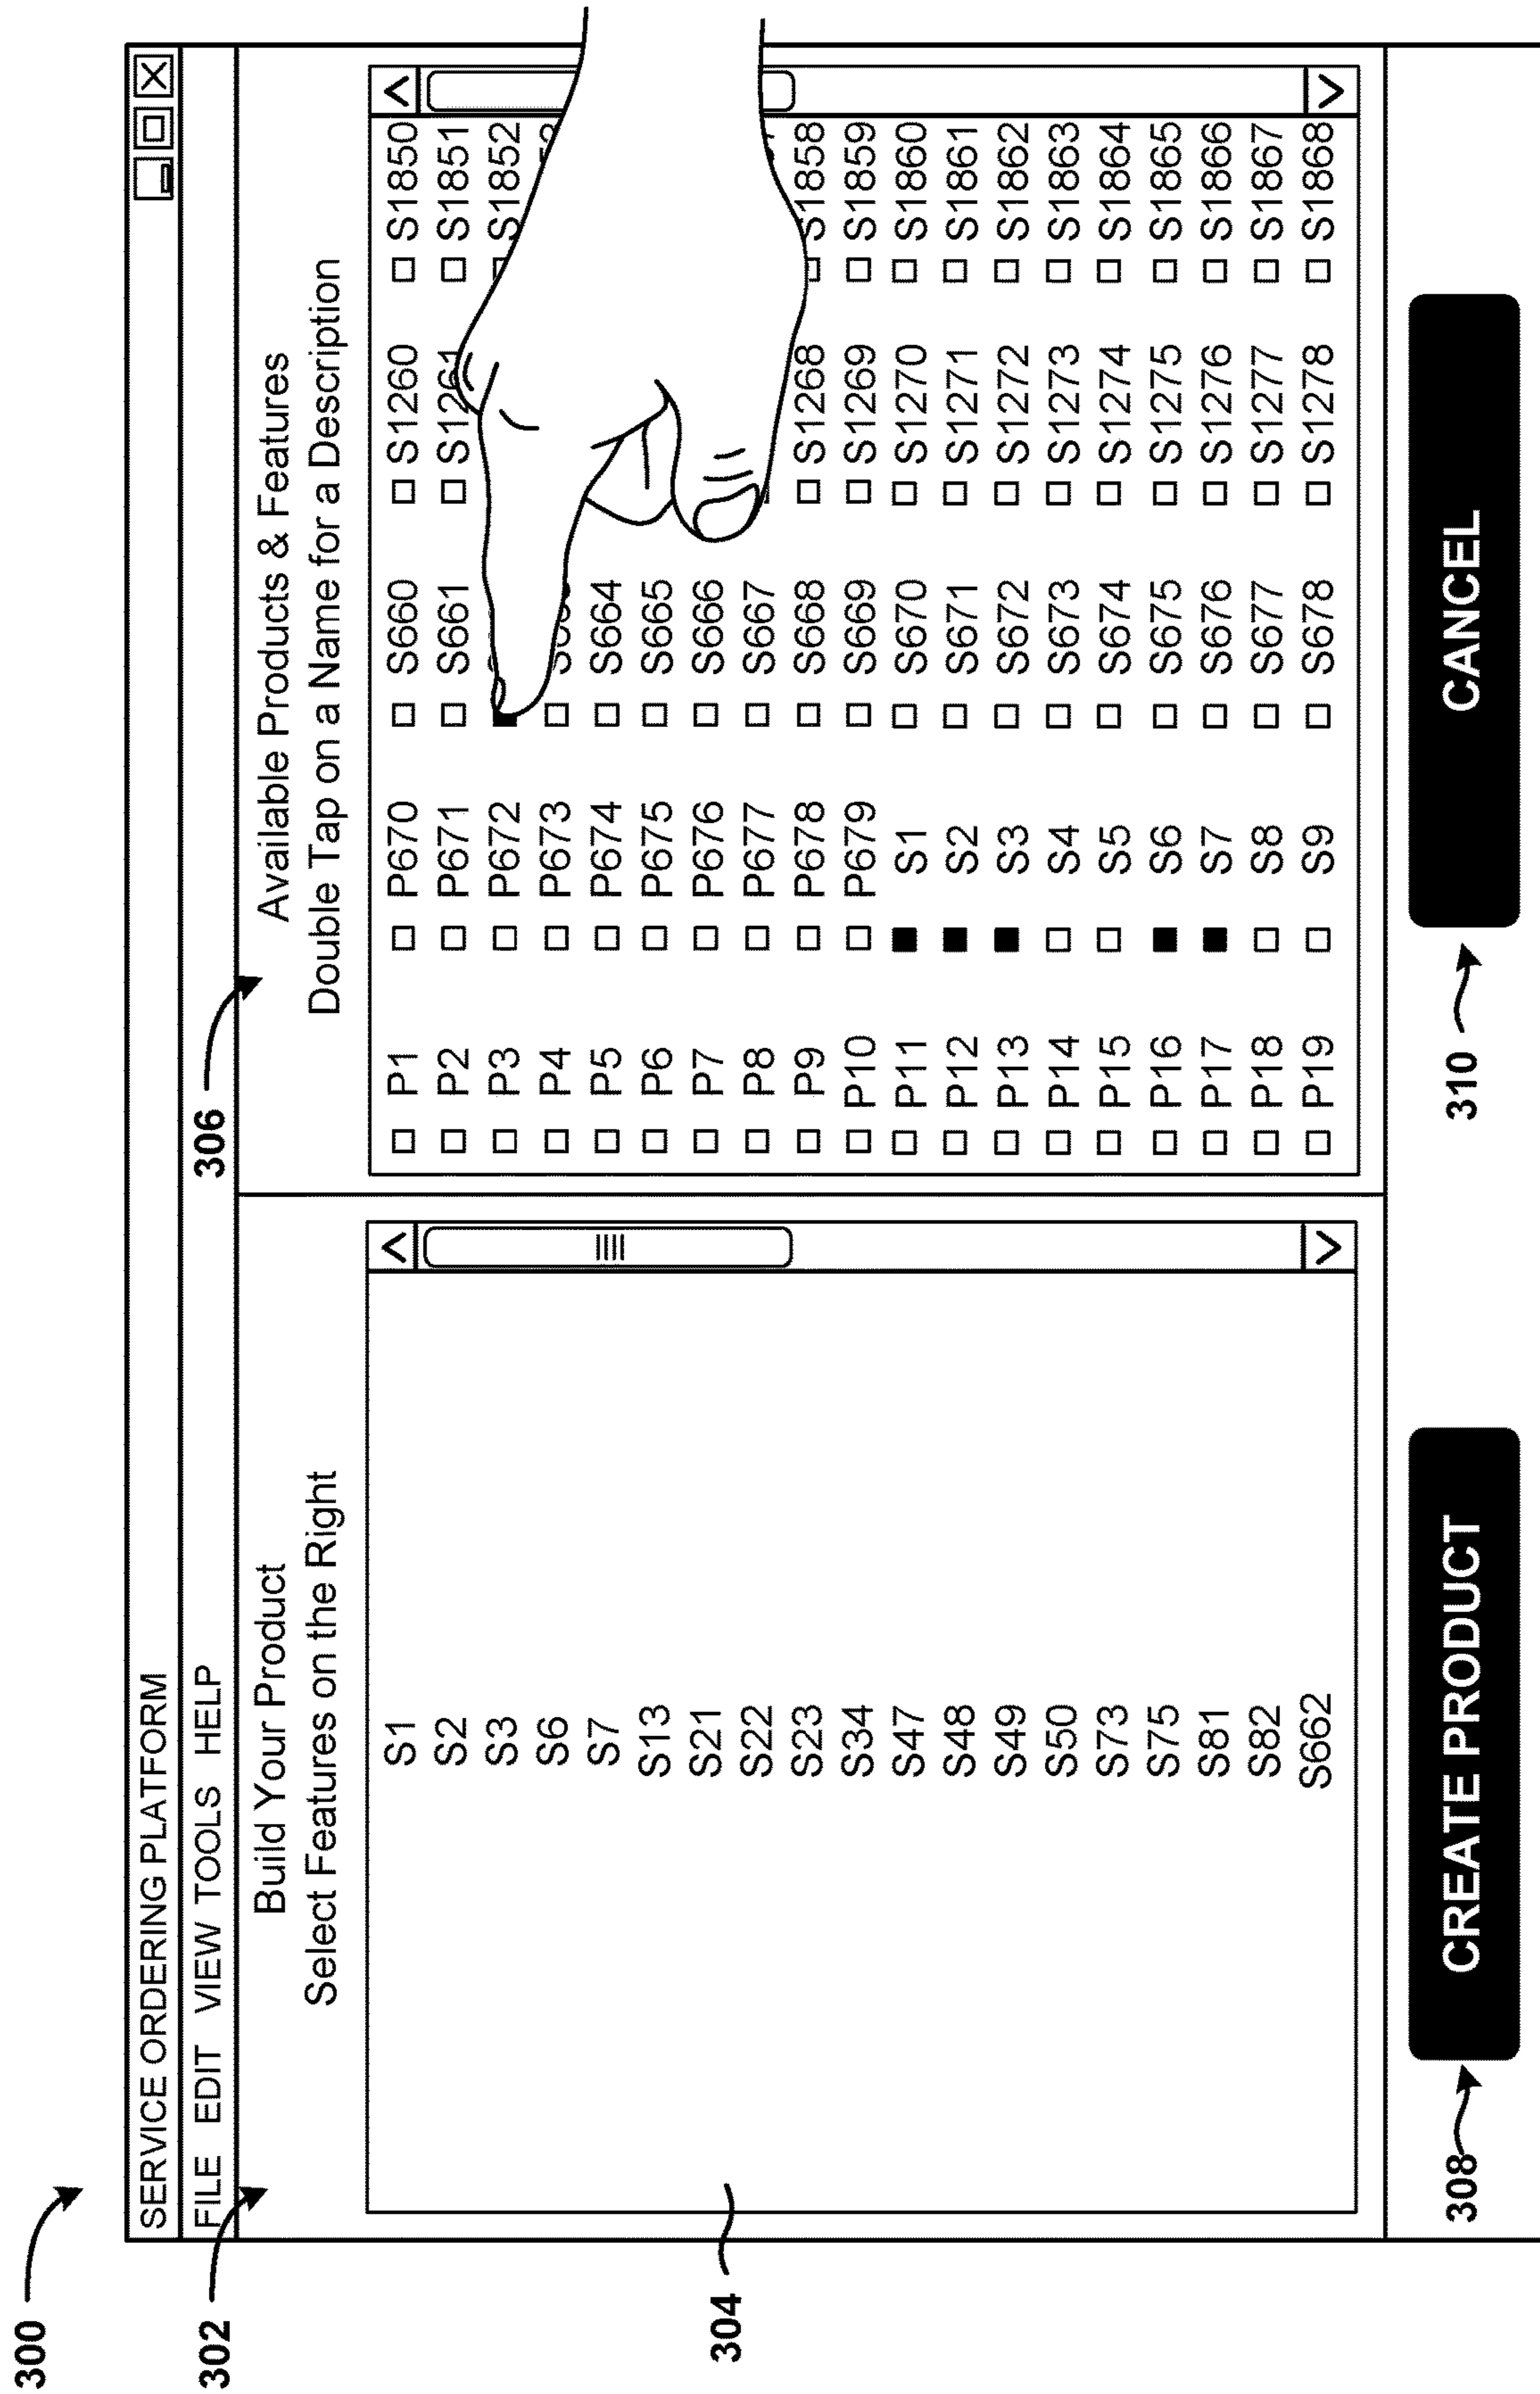 300
SERVICE ORDERING PLATFORM
FILE EDIT VIEW TOOLS HELP
302
Build Your Product
Select Features on the Right
S1
S2
S3
S6
S7
S13
S21
S22
S23
S34
S47
S48
S49
S50
S73
S75
S81
S82
S662
304
306
Available Products & Features
Double Tap on a Name for a Description
P1 P670 S660 S1260 S1850
P2 P671 S661 S1261 S1851
P3 P672 S1852
P4 P673
P5 P674 S664
P6 P675 S665
P7 P676 S666
P8 P677 S667
P9 P678 S668 S1268 S1858
P10 P679 S669 S1269 S1859
P11 S1 S670 S1270 S1860
P12 S2 S671 S1271 S1861
P13 S3 S672 S1272 S1862
P14 S4 S673 S1273 S1863
P15 S5 S674 S1274 S1864
P16 S6 S675 S1275 S1865
P17 S7 S676 S1276 S1866
P18 S8 S677 S1277 S1867
P19 S9 S678 S1278 S1868
308
CREATE PRODUCT
310
CANCEL